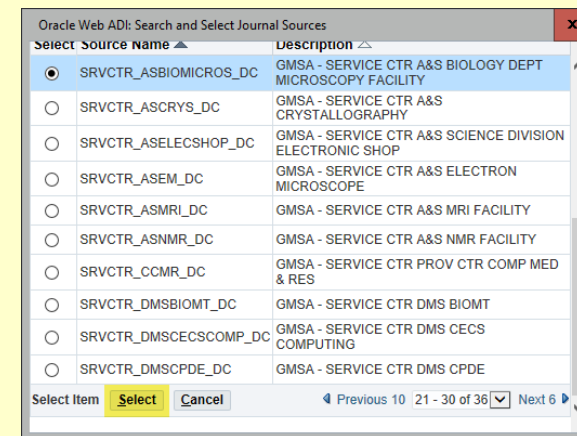 Oracle Web ADI: Search and Select Journal Sources x
Select Source Name Description
SRVCTR_ASBIOMICROS_DC GMSA - SERVICE CTR A&S BIOLOGY DEPT
MICROSCOPY FACILITY
SRVCTR_ASCRYS_DC GMSA - SERVICE CTR A&S
CRYSTALLOGRAPHY
SRVCTR_ASELECSHOP_DC GMSA - SERVICE CTR A&S SCIENCE DIVISION
ELECTRONIC SHOP
SRVCTR_ASEM_DC GMSA - SERVICE CTR A&S ELECTRON
MICROSCOPE
SRVCTR_ASMRI_DC GMSA - SERVICE CTR A&S MRI FACILITY
SRVCTR_ASNMR_DC GMSA - SERVICE CTR A&S NMR FACILITY
SRVCTR_CCMR_DC GMSA - SERVICE CTR PROV CTR COMP MED
& RES
SRVCTR_DMSBIOMT_DC GMSA - SERVICE CTR DMS BIOMT
SRVCTR_DMSCECSCOMP_DC GMSA - SERVICE CTR DMS CECS
COMPUTING
SRVCTR_DMSCPDE_DC GMSA - SERVICE CTR DMS CPDE
Select Item Select Cancel Previous 10 21 - 30 of 36 Next 6